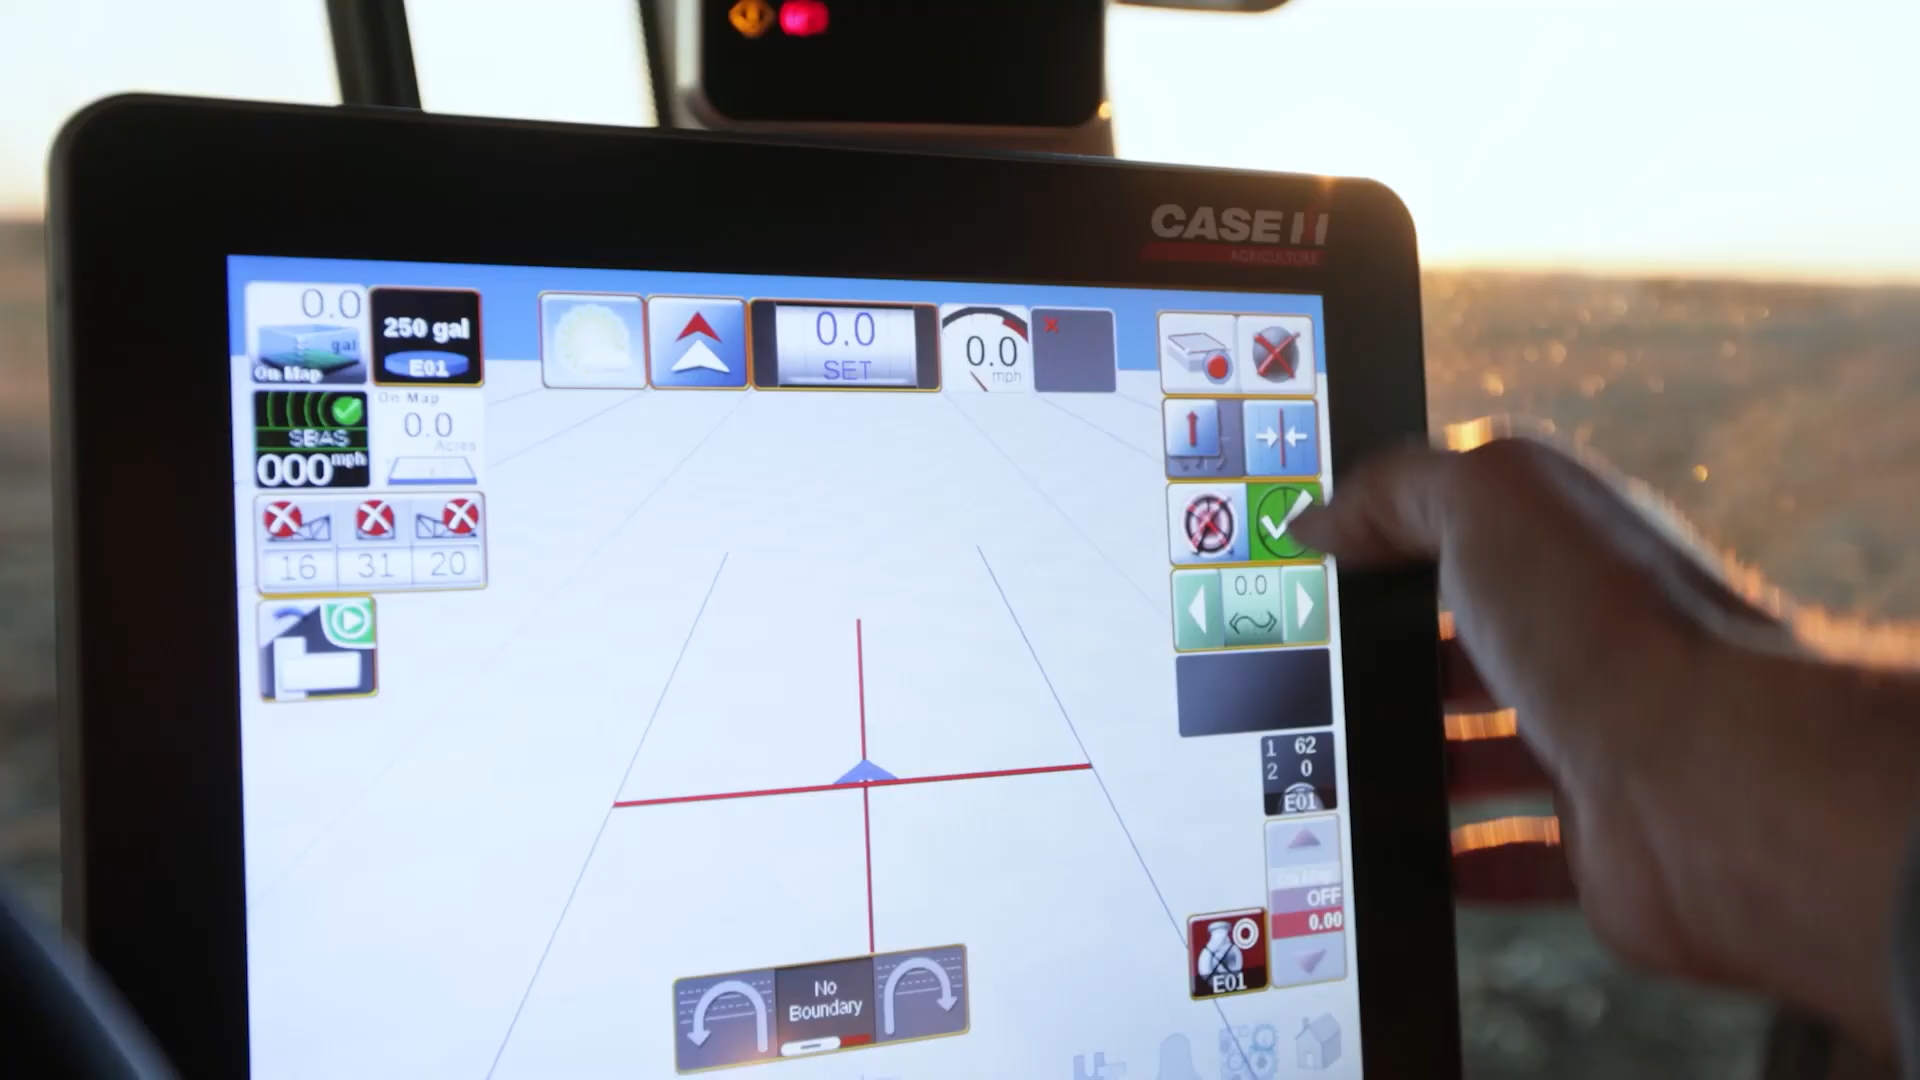 CASE IH
AGRICULTURE
0.0
gal
On Map
250 gal
E01
0.0
SET
0.0
mph
SBAS
000 mph
On Map
0.0
Acres
16 31 20
0.0
1 62
2 0
E01
OFF
0.00
E01
No
Boundary